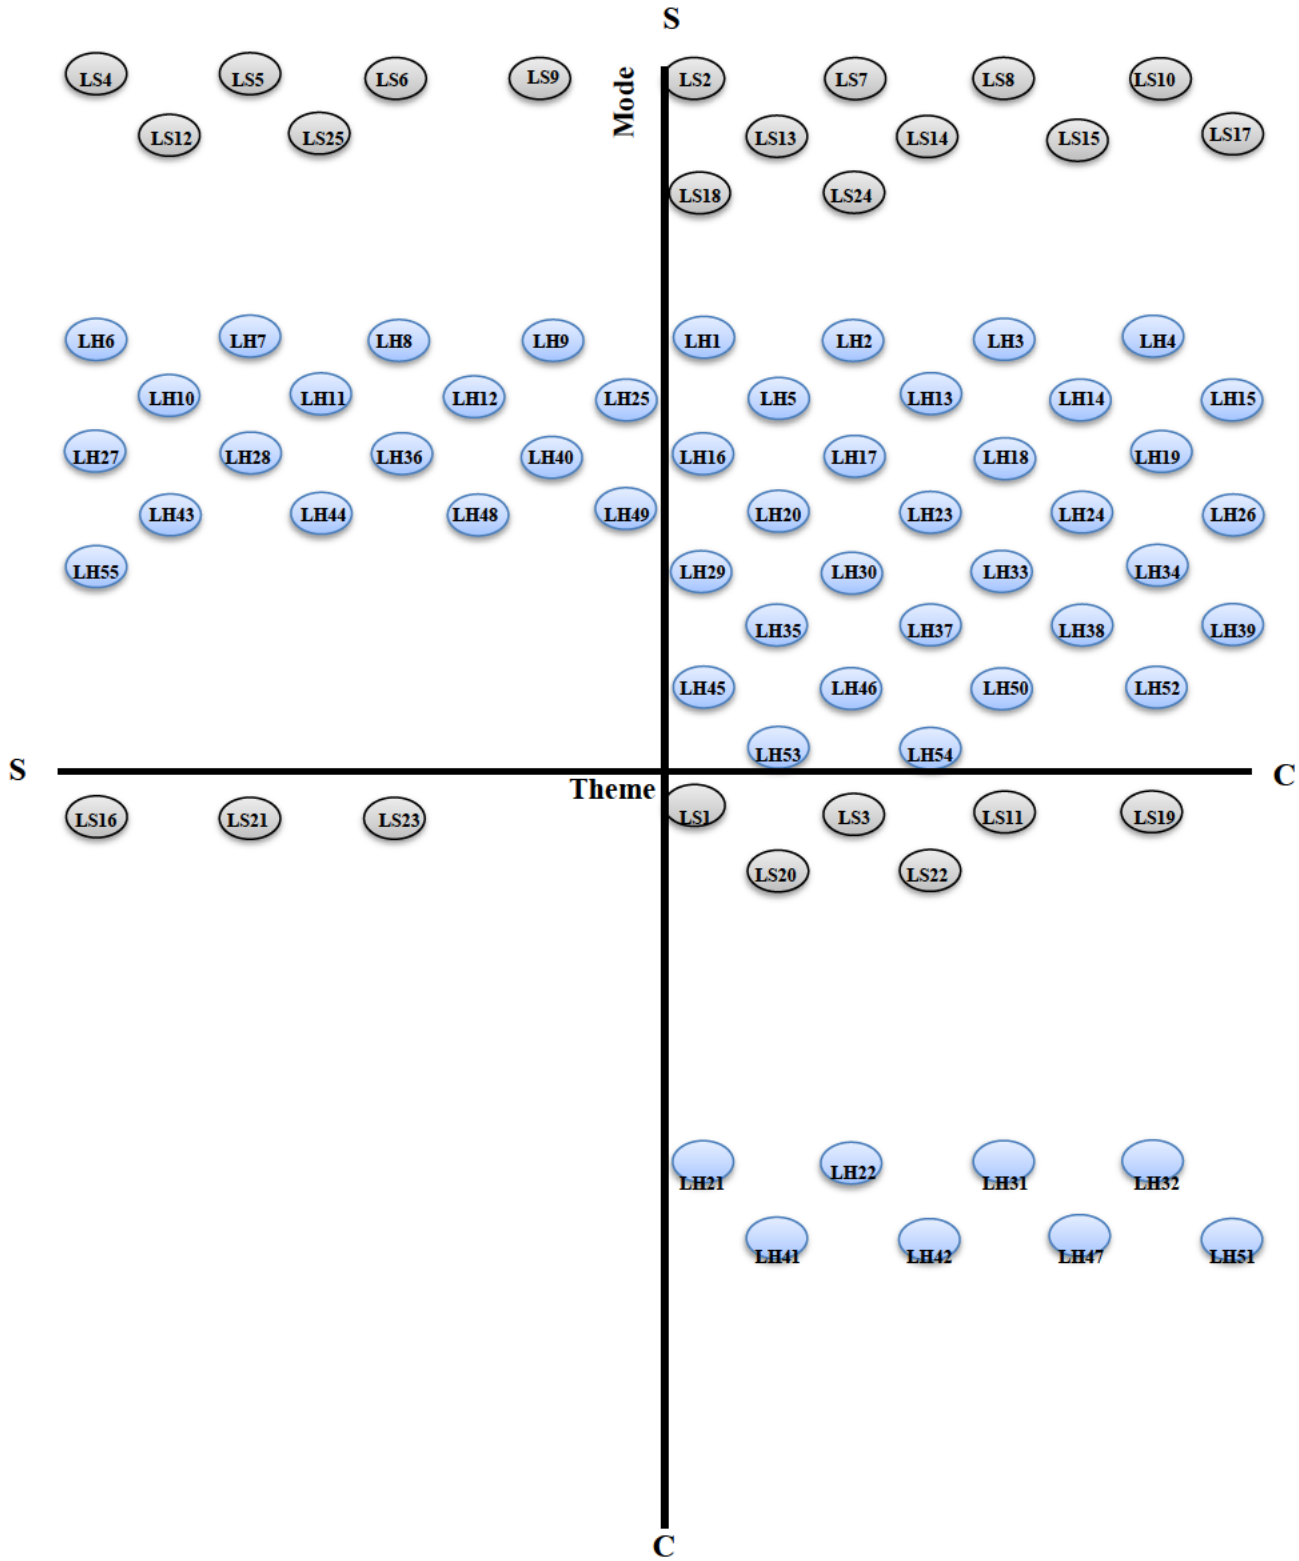 S
Mode
LS4 LS5 LS6 LS9 LS2 LS7 LS8 LS10
LS12 LS25 LS13 LS14 LS15 LS17
LS18 LS24
LH6 LH7 LH8 LH9 LH1 LH2 LH3 LH4
LH10 LH11 LH12 LH25 LH5 LH13 LH14 LH15
LH27 LH28 LH36 LH40 LH16 LH17 LH18 LH19
LH43 LH44 LH48 LH49 LH20 LH23 LH24 LH26
LH55 LH29 LH30 LH33 LH34
LH35 LH37 LH38 LH39
LH45 LH46 LH50 LH52
LH53 LH54
S C
Theme
LS16 LS21 LS23 LS1 LS3 LS11 LS19
LS20 LS22
LH21 LH22 LH31 LH32
LH41 LH42 LH47 LH51
C